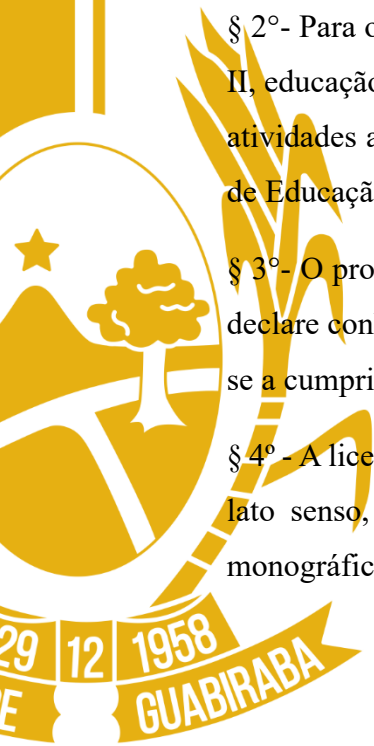 § 2°- Para o
II, educação
atividades a
de Educaçã
§ 3°- O pro
declare con
se a cumpri
§ 4º - A lice
lato senso,
monográfic
29 12 1958
E GUABIRABA